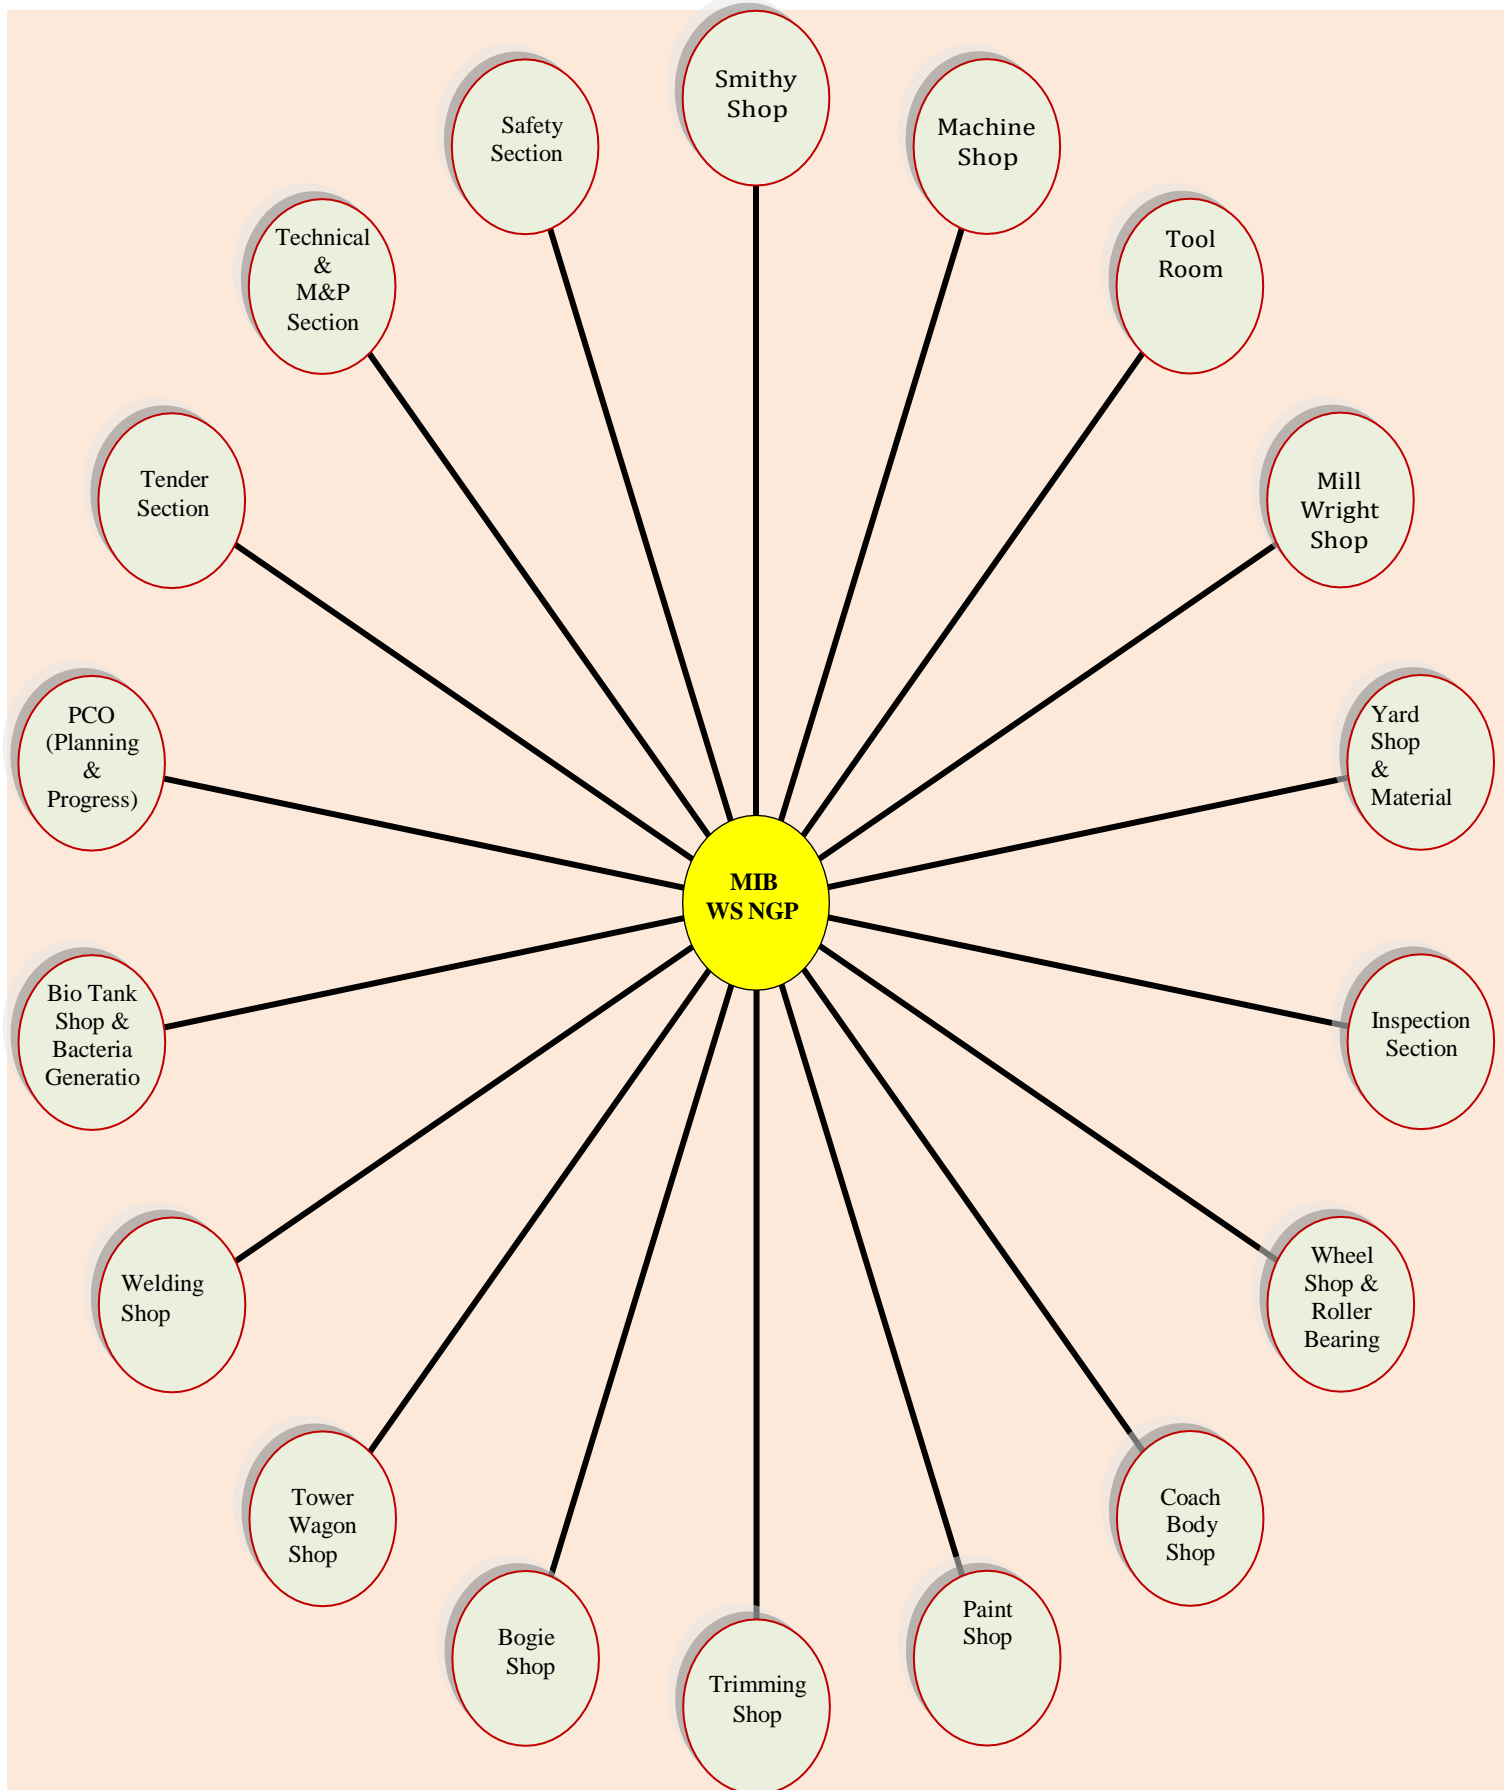 Smithy
Shop
Machine
Shop
Tool
Room
Mill
Wright
Shop
Yard
Shop
&
Material
Inspection
Section
Wheel
Shop &
Roller
Bearing
Coach
Body
Shop
Paint
Shop
Trimming
Shop
Bogie
Shop
Tower
Wagon
Shop
Welding
Shop
Bio Tank
Shop &
Bacteria
Generatio
PCO
(Planning
&
Progress)
Tender
Section
Technical
&
M&P
Section
Safety
Section
MIB
WS NGP